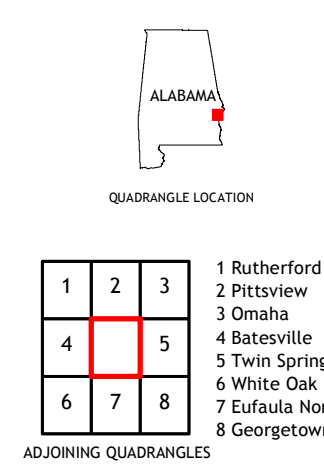 ALABAMA
QUADRANGLE LOCATION
1 2 3
4 5
6 7 8
1 Rutherford
2 Pittsview
3 Omaha
4 Batesville
5 Twin Spring
6 White Oak
7 Eufaula Nor
8 Georgetown
ADJOINING QUADRANGLES